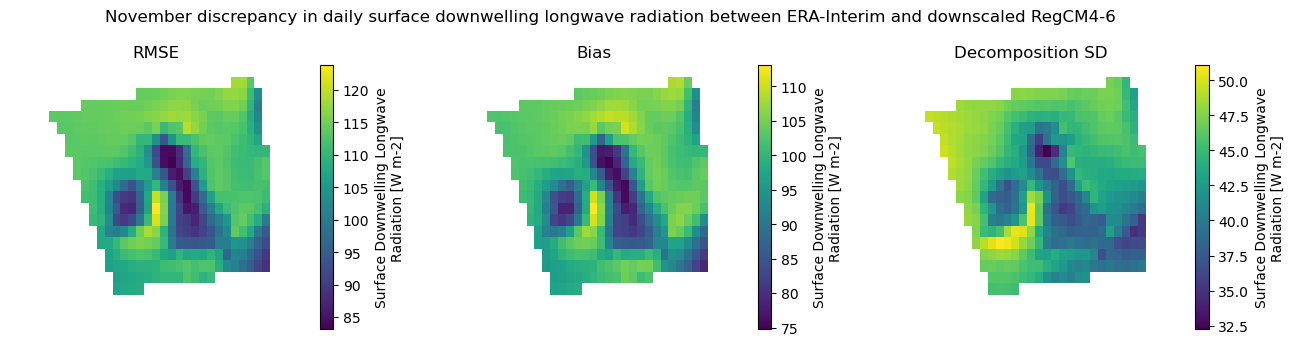 November discrepancy in daily surface downwelling longwave radiation between ERA-Interim and downscaled RegCM4-6
RMSE
120
115
110
105
100
95
90
85
Surface Downwelling Longwave
Radiation [W m-2]
Bias
110
105
100
95
90
85
80
75
Surface Downwelling Longwave
Radiation [W m-2]
Decomposition SD
50.0
47.5
45.0
42.5
40.0
37.5
35.0
32.5
Surface Downwelling Longwave
Radiation [W m-2]